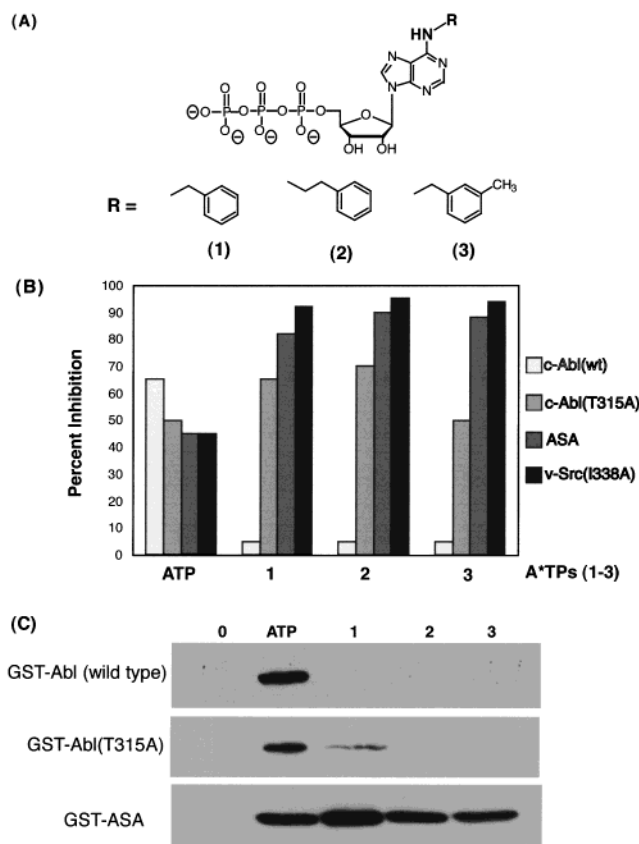 (A)
R
HN
N N
N N
O O O
⊖O-P-O-P-O-P-O
O O O
⊖ ⊖ ⊖
O
OH OH
R =
CH₃
(1) (2) (3)
(B)
Percent Inhibition
100
90
80
70
60
50
40
30
20
10
0
ATP 1 2 3 A*TPs (1-3)
c-Abl(wt)
c-Abl(T315A)
ASA
v-Src(I338A)
(C)
0 ATP 1 2 3
GST-Abl (wild type)
GST-Abl(T315A)
GST-ASA